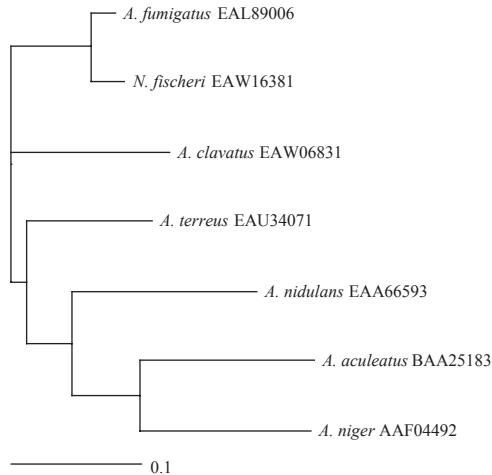 A. fumigatus EAL89006
N. fischeri EAW16381
A. clavatus EAW06831
A. terreus EAU34071
A. nidulans EAA66593
A. aculeatus BAA25183
A. niger AAF04492
0.1